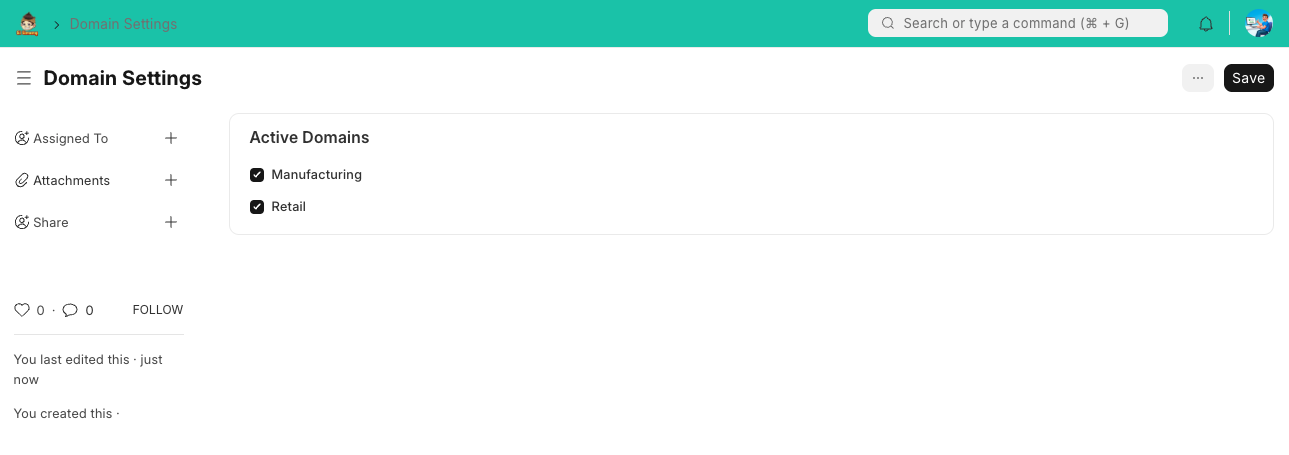 Domain Settings
Search or type a command (⌘ + G)
Domain Settings
···
Save
Assigned To
Attachments
Share
0 · 0 FOLLOW
You last edited this · just
now
You created this ·
Active Domains
Manufacturing
Retail